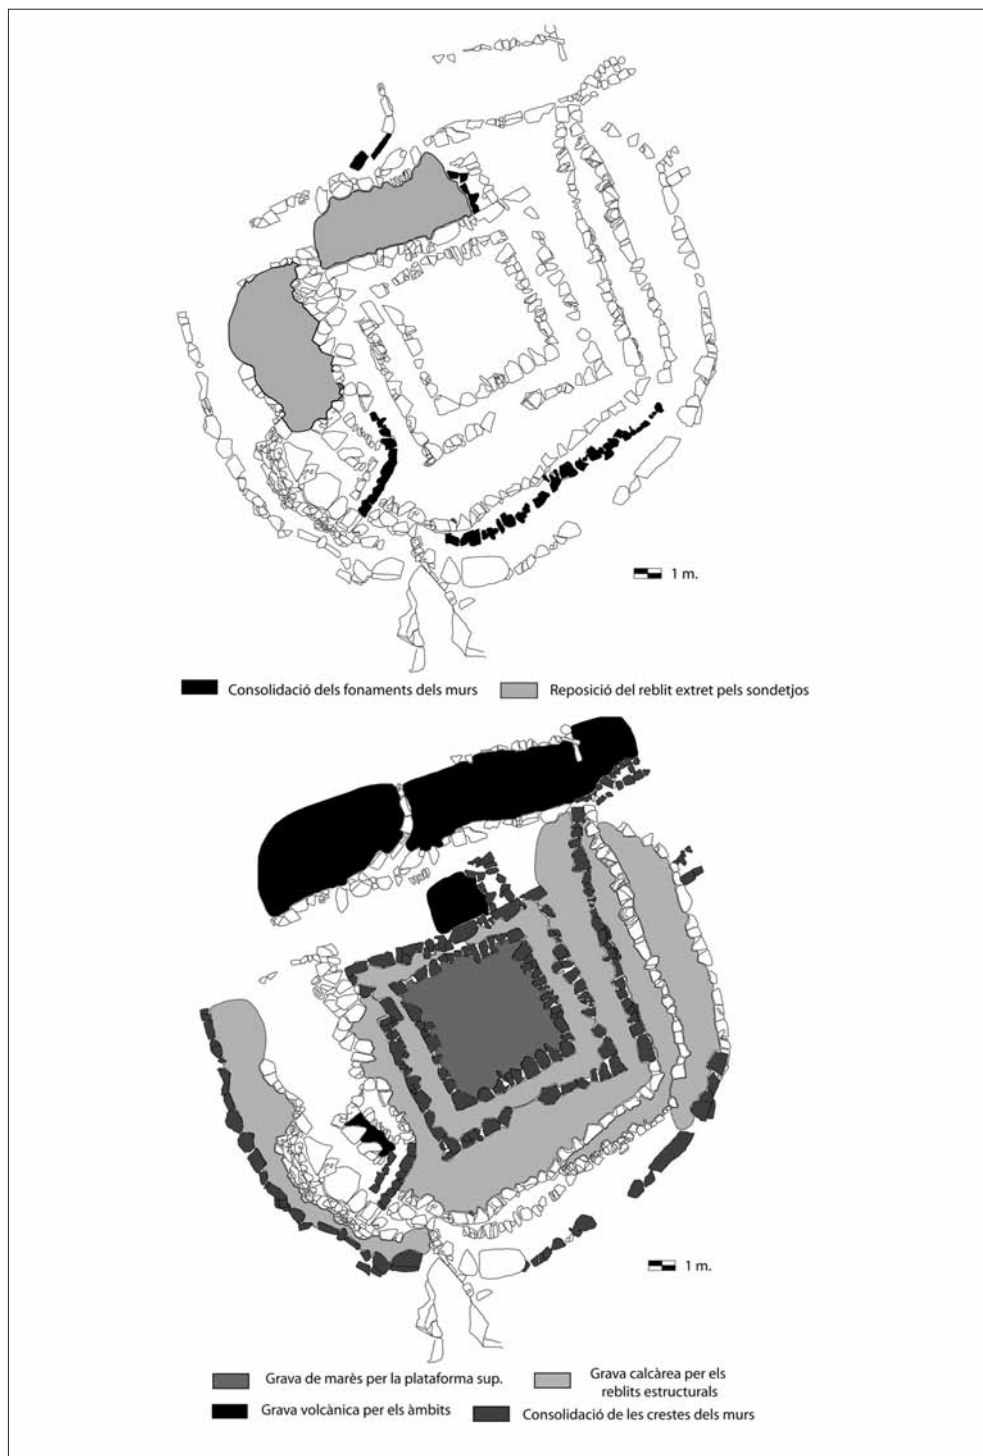 1 m.
Consolidació dels fonaments dels murs
Reposició del reblit extret pels sondetjos
1 m.
Grava de marès per la plataforma sup.
Grava calcàrea per els
reblits estructurals
Grava volcànica per els àmbits
Consolidació de les crestes dels murs